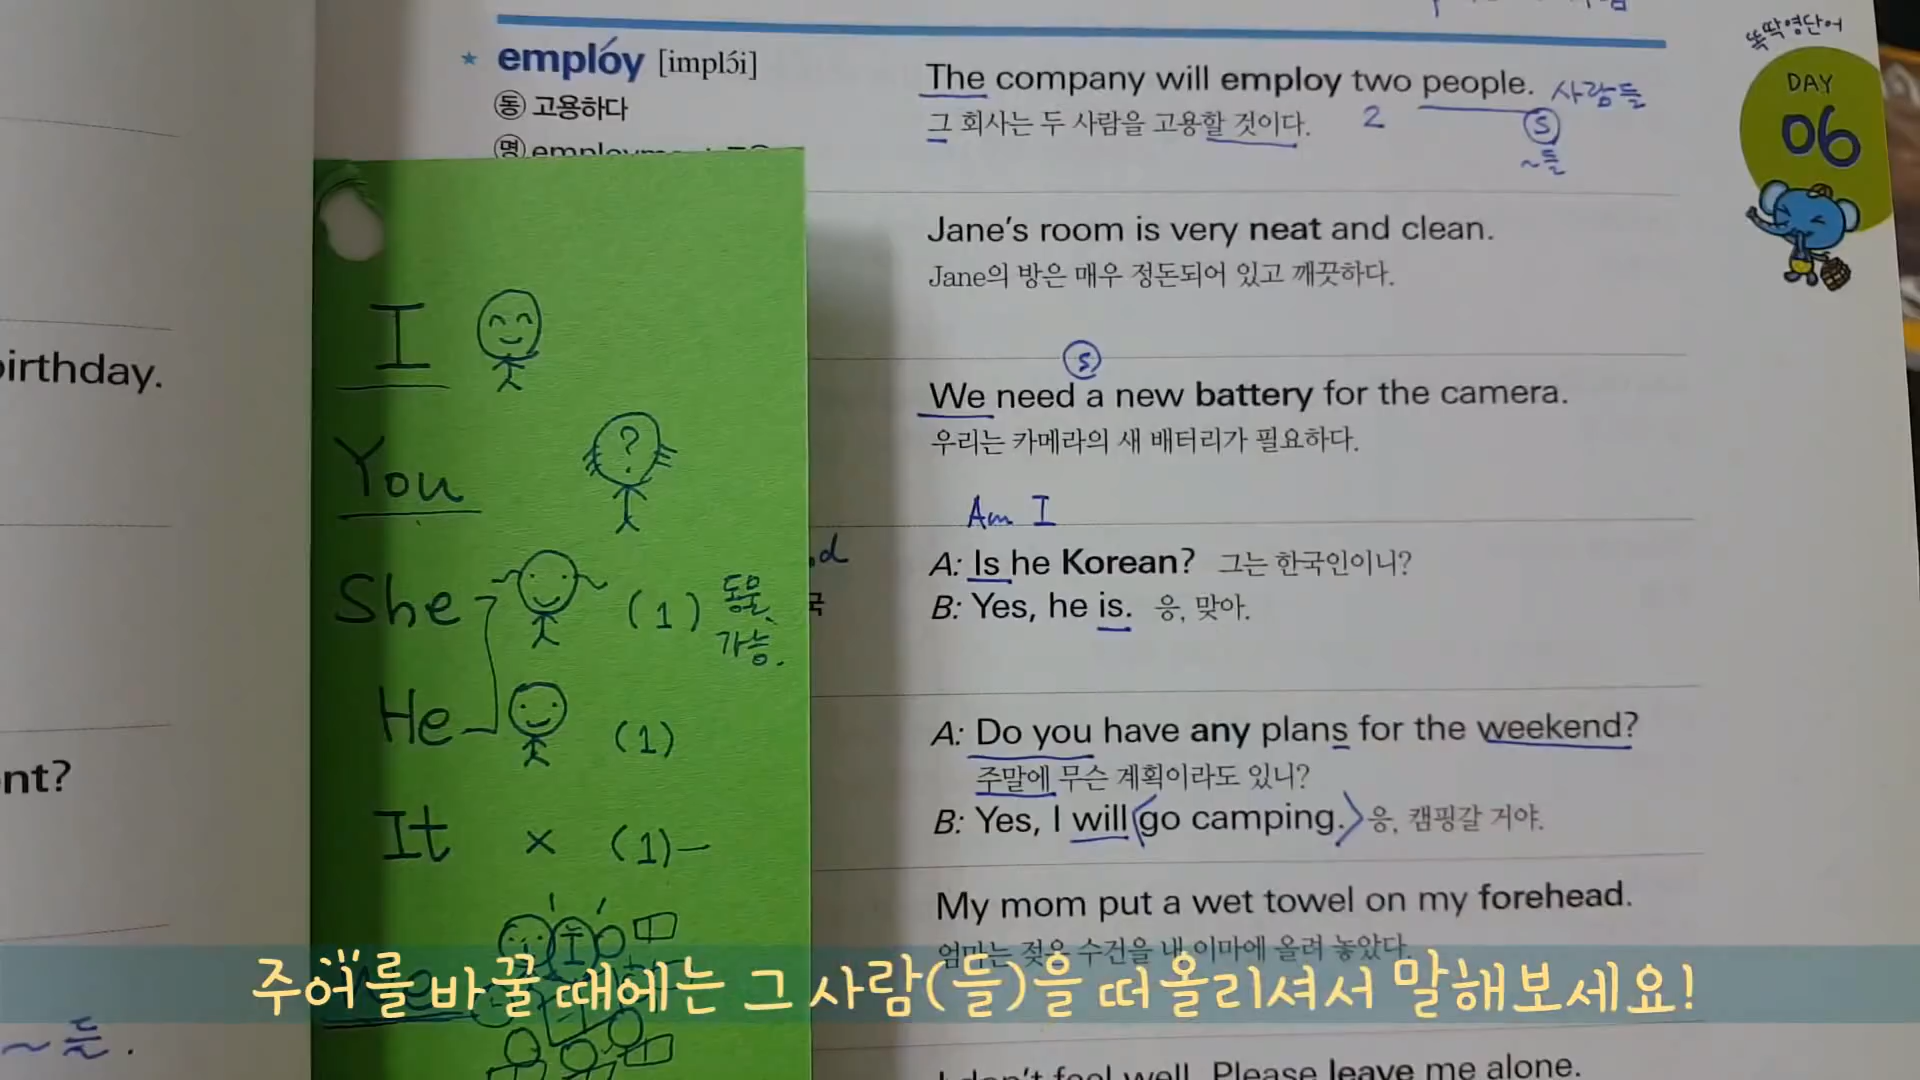 employ [implɔ́i]
동 고용하다
명 employment
The company will employ two people. 사람들
그 회사는 두 사람을 고용할 것이다. 2 S
~들
똑딱영단어
DAY
06
Jane's room is very neat and clean.
Jane의 방은 매우 정돈되어 있고 깨끗하다.
S
We need a new battery for the camera.
우리는 카메라의 새 배터리가 필요하다.
Am I
A: Is he Korean? 그는 한국인이니?
B: Yes, he is. 응, 맞아.
A: Do you have any plans for the weekend?
주말에 무슨 계획이라도 있니?
B: Yes, I will go camping. 응, 캠핑갈 거야.
My mom put a wet towel on my forehead.
엄마는 젖은 수건을 내 이마에 올려 놓았다.
I don't feel well. Please leave me alone.
birthday.
nt?
~들.
I
You
?
She (1) 동물
가능.
He (1)
It × (1)
I
We
주어를 바꿀 때에는 그 사람(들)을 떠올리셔서 말해보세요!